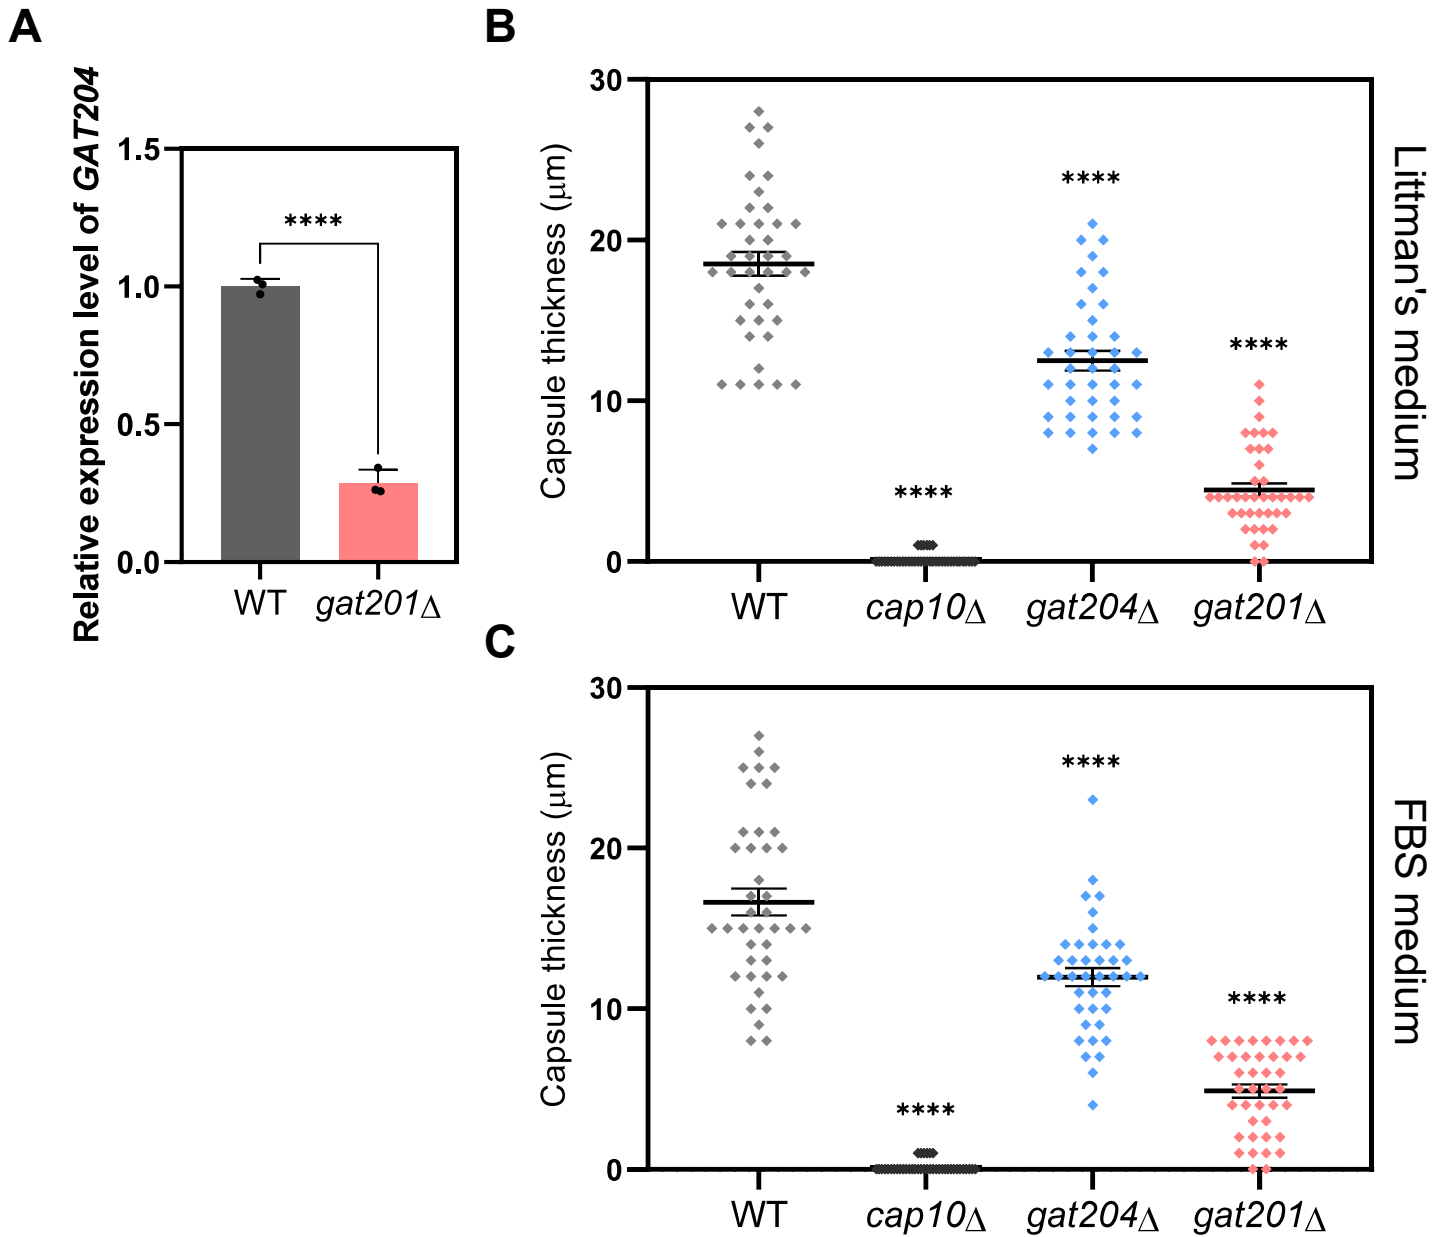 A
Relative expression level of GAT204
1.5
1.0
0.5
0.0
****
WT
gat201Δ
B
Capsule thickness (μm)
30
20
10
0
****
****
****
WT
cap10Δ
gat204Δ
gat201Δ
Littman's medium
C
Capsule thickness (μm)
30
20
10
0
****
****
****
WT
cap10Δ
gat204Δ
gat201Δ
FBS medium